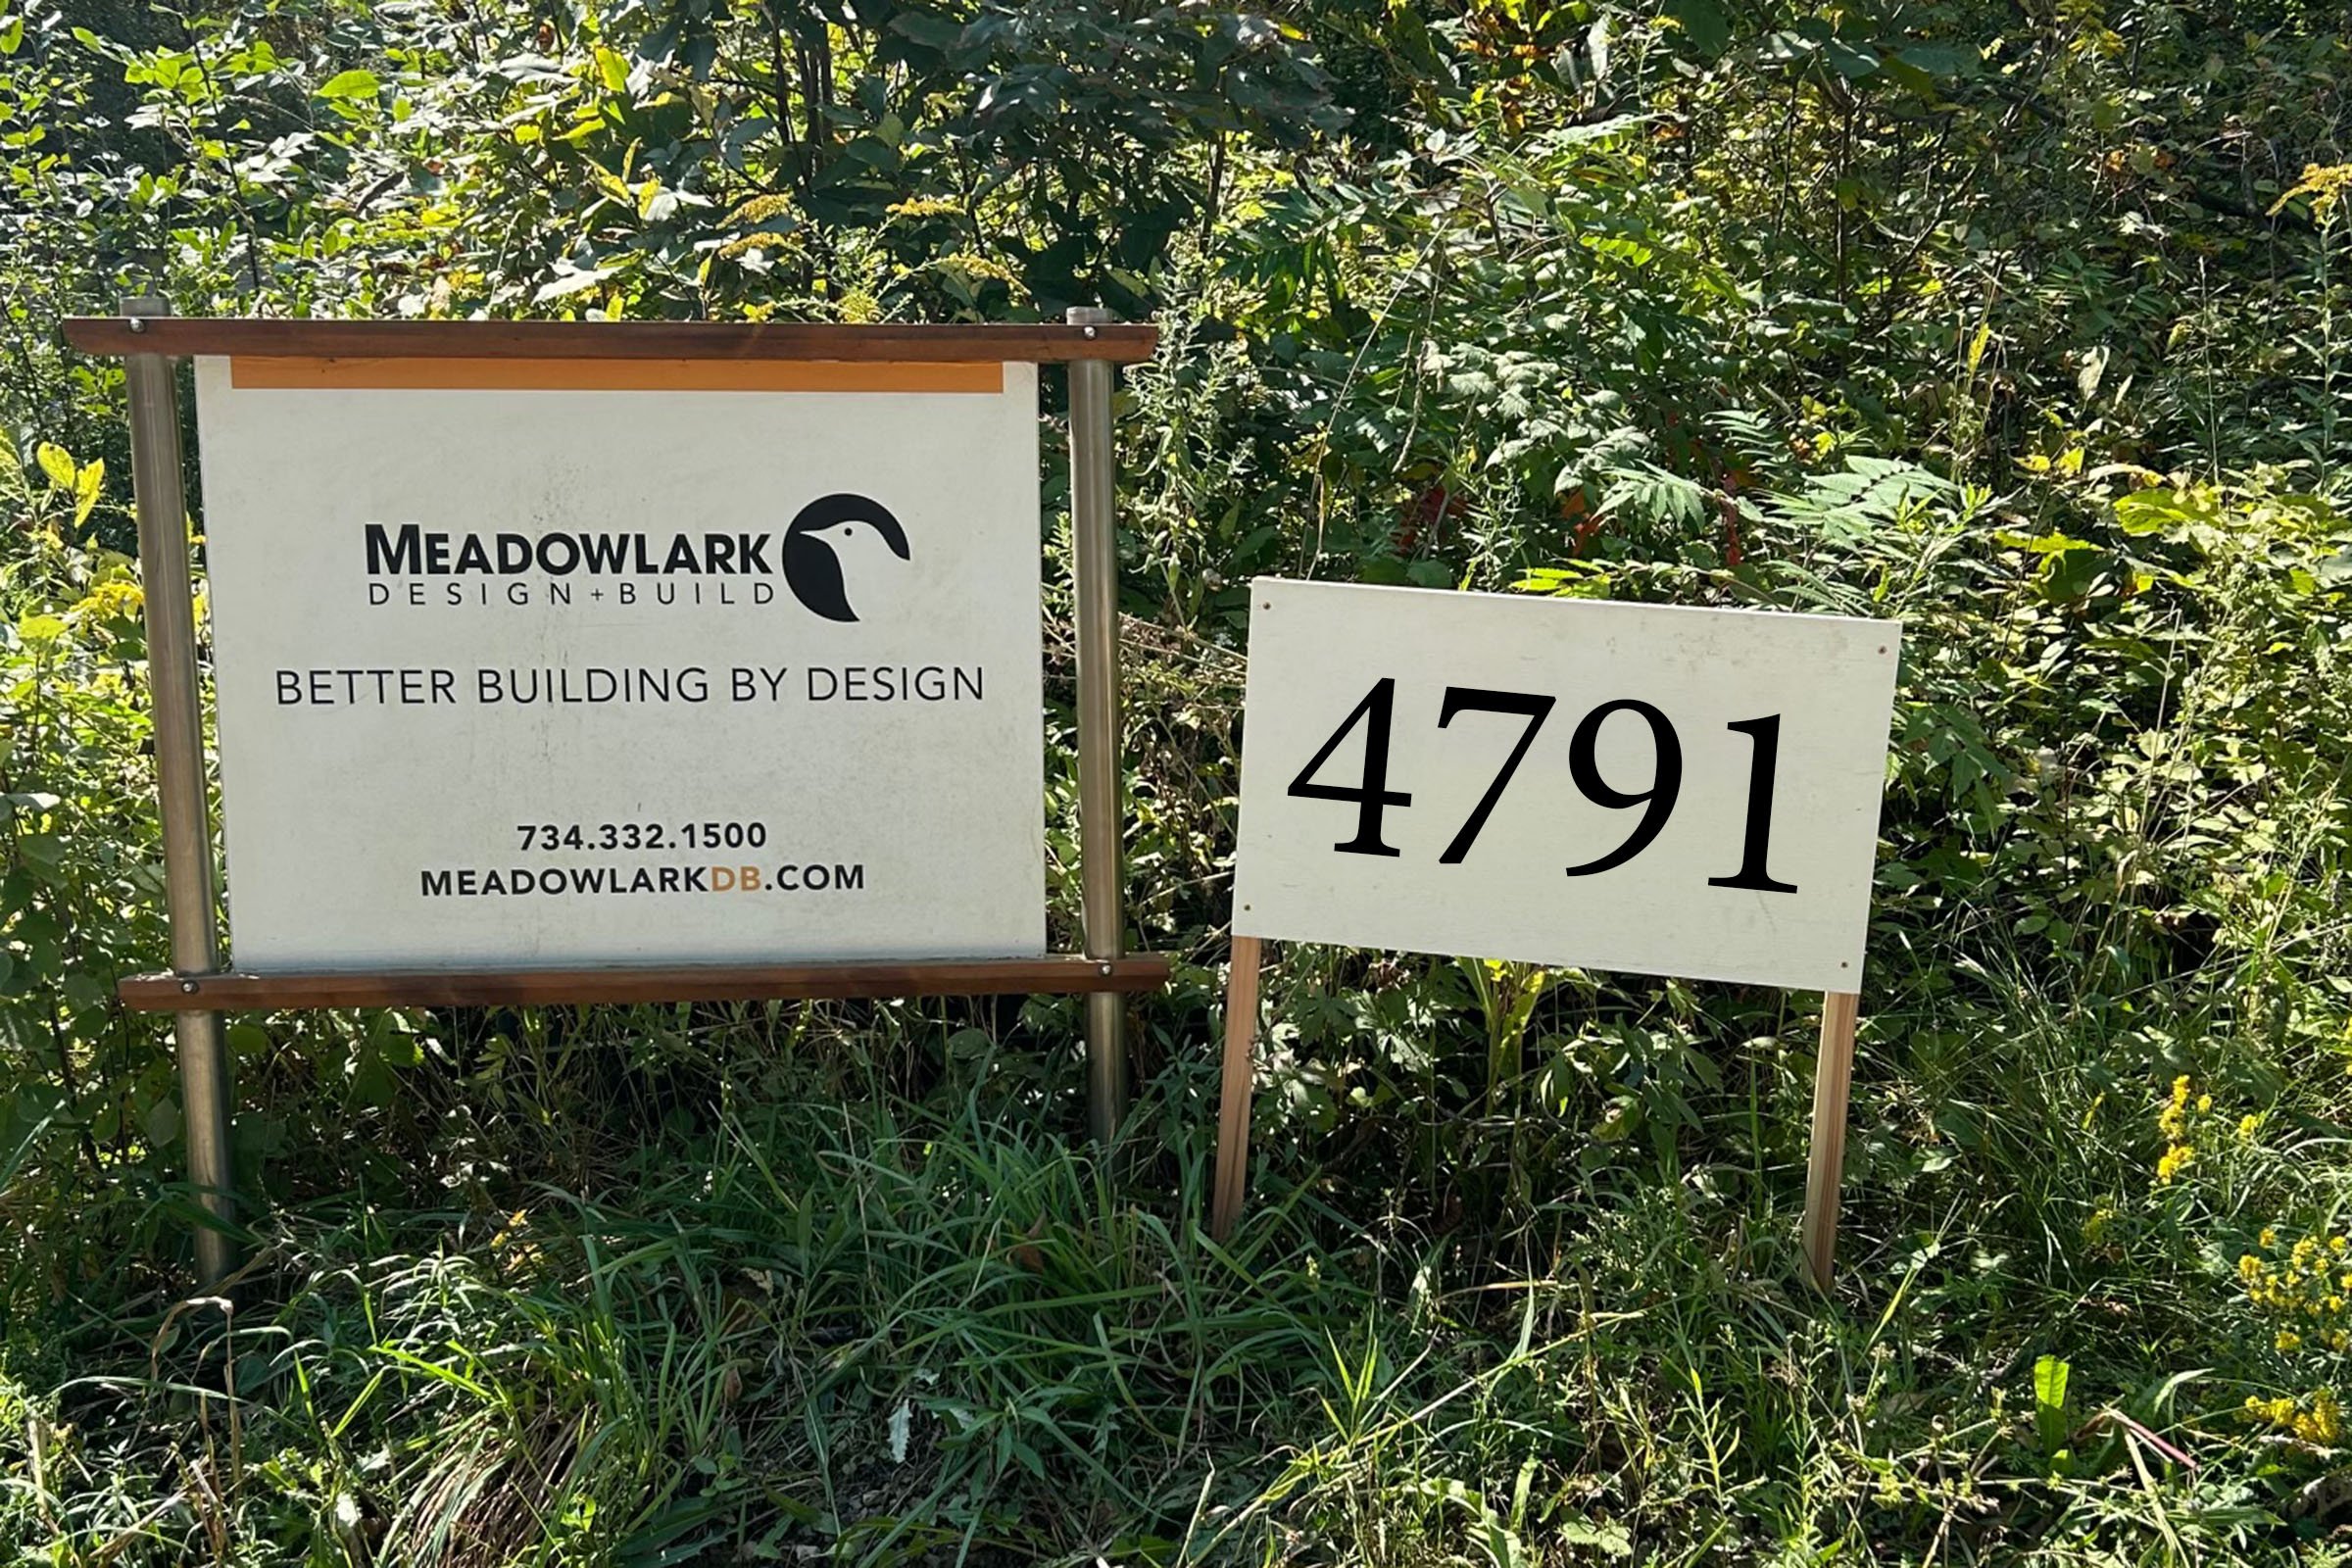 MEADOWLARK
DESIGN+BUILD
BETTER BUILDING BY DESIGN
734.332.1500
MEADOWLARKDB.COM
4791